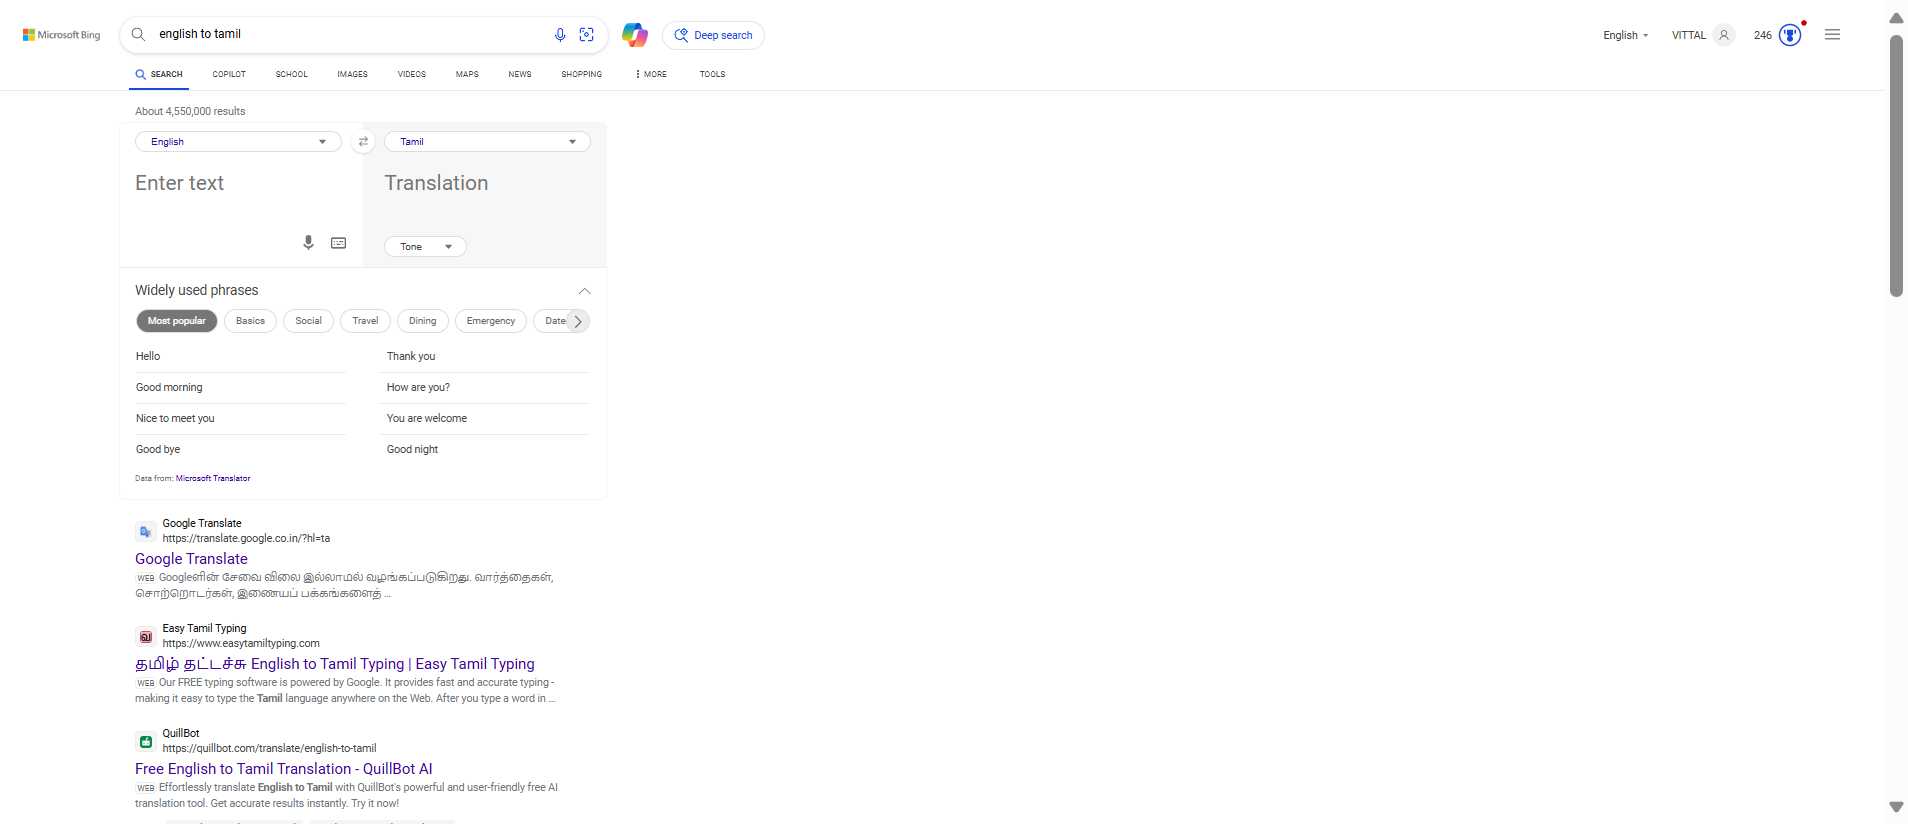 Microsoft Bing
english to tamil
Deep search
English
VITTAL
246
SEARCH
COPILOT
SCHOOL
IMAGES
VIDEOS
MAPS
NEWS
SHOPPING
MORE
TOOLS
About 4,550,000 results
English
Tamil
Enter text
Translation
Tone
Widely used phrases
Most popular
Basics
Social
Travel
Dining
Emergency
Date
Hello
Thank you
Good morning
How are you?
Nice to meet you
You are welcome
Good bye
Good night
Data from: Microsoft Translator
Google Translate
https://translate.google.co.in/?hl=ta
Google Translate
WEB Googleளின் சேவை விலை இல்லாமல் வழங்கப்படுகிறது. வார்த்தைகள்,
சொற்றொடர்கள், இணையப் பக்கங்களைத் ...
வ
Easy Tamil Typing
https://www.easytamiltyping.com
தமிழ் தட்டச்சு English to Tamil Typing | Easy Tamil Typing
WEB Our FREE typing software is powered by Google. It provides fast and accurate typing -
making it easy to type the Tamil language anywhere on the Web. After you type a word in ...
QuillBot
https://quillbot.com/translate/english-to-tamil
Free English to Tamil Translation - QuillBot AI
WEB Effortlessly translate English to Tamil with QuillBot's powerful and user-friendly free AI
translation tool. Get accurate results instantly. Try it now!